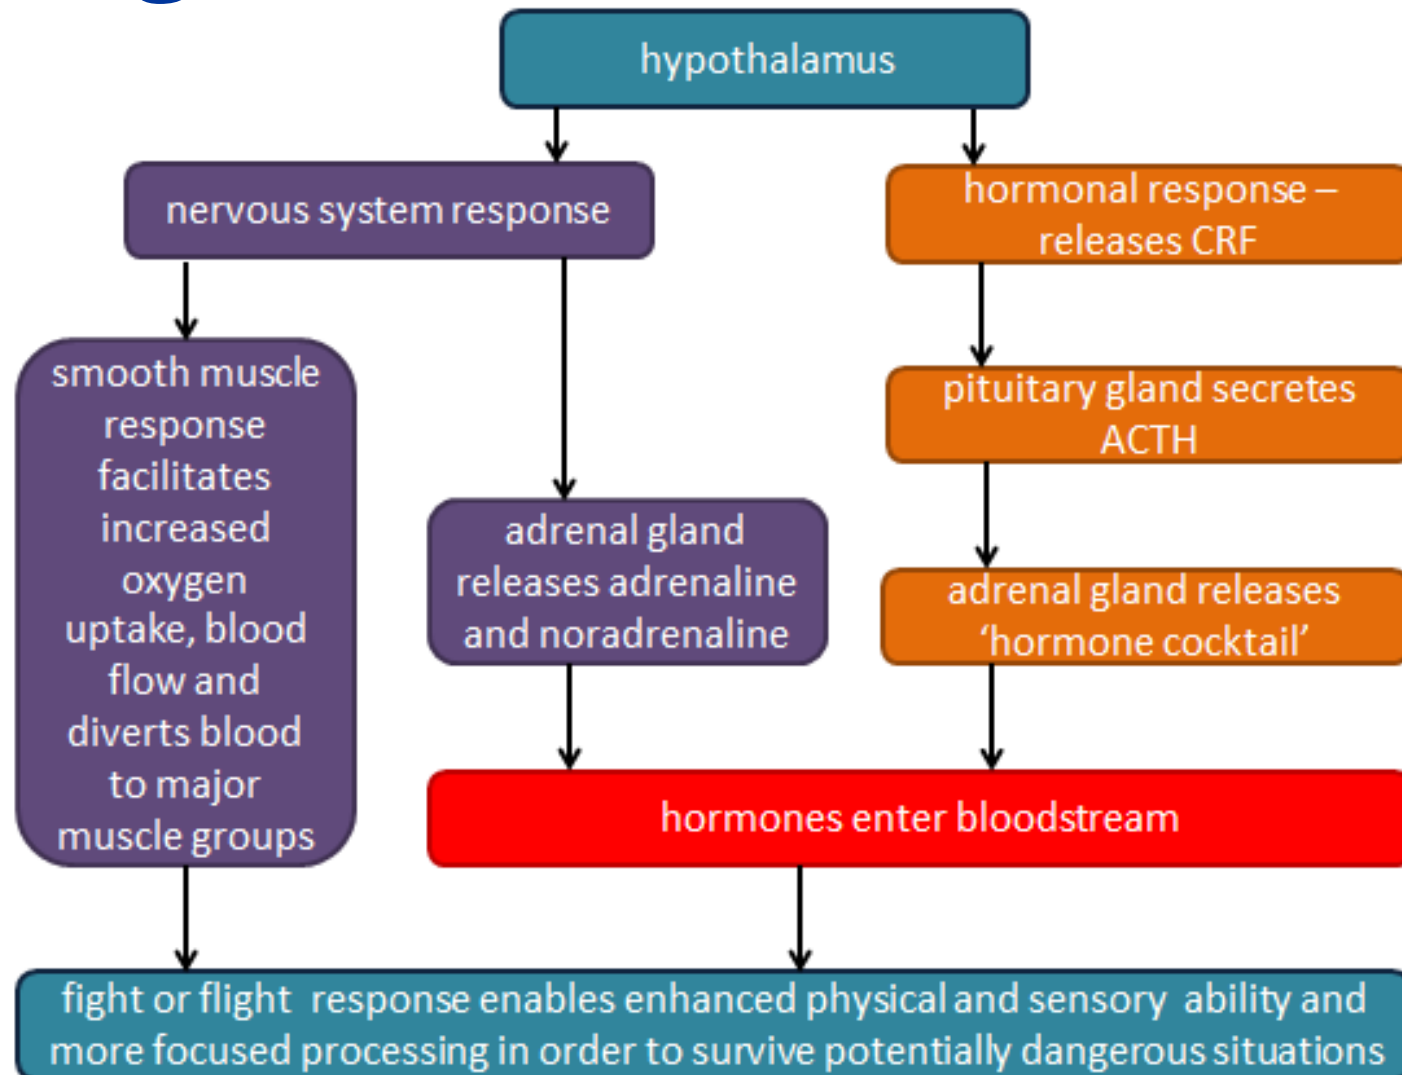 hypothalamus
nervous system response
hormonal response –
releases CRF
smooth muscle
response
facilitates
increased
oxygen
uptake, blood
flow and
diverts blood
to major
muscle groups
pituitary gland secretes
ACTH
adrenal gland
releases adrenaline
and noradrenaline
adrenal gland releases
‘hormone cocktail’
hormones enter bloodstream
fight or flight response enables enhanced physical and sensory ability and
more focused processing in order to survive potentially dangerous situations